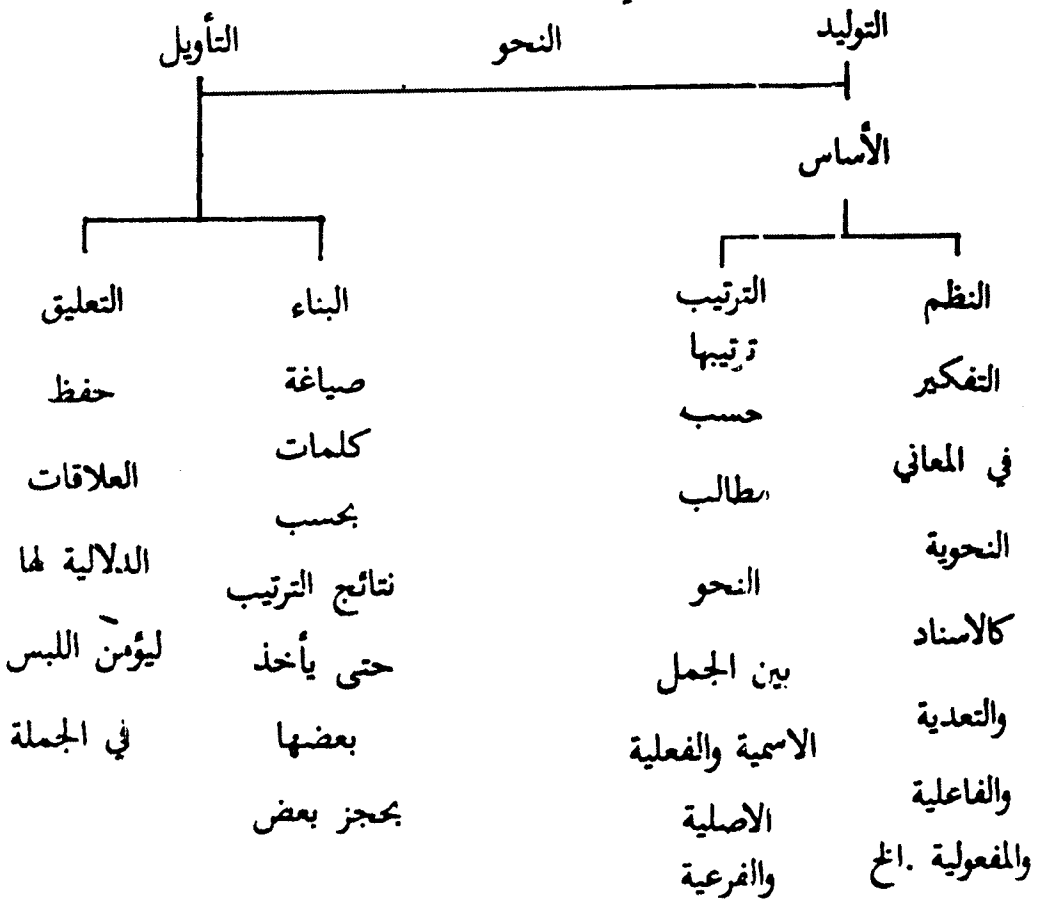 التوليد
النحو
التأويل
الأساس
النظم
التفكير
في المعاني
النحوية
كالاسناد
والتعدية
والفاعلية
والمفعولية .الخ
الترتيب
ترتيبها
حسب
النحو
بين الجمل
الاسمية والفعلية
الاصلية
والفرعية
البناء
صياغة
كلمات
بحسب
نتائج الترتيب
حتى يأخذ
بعضها
بحجز بعض
التعليق
حفظ
العلاقات
الدلالية لها
ليؤمن اللبس
في الجملة